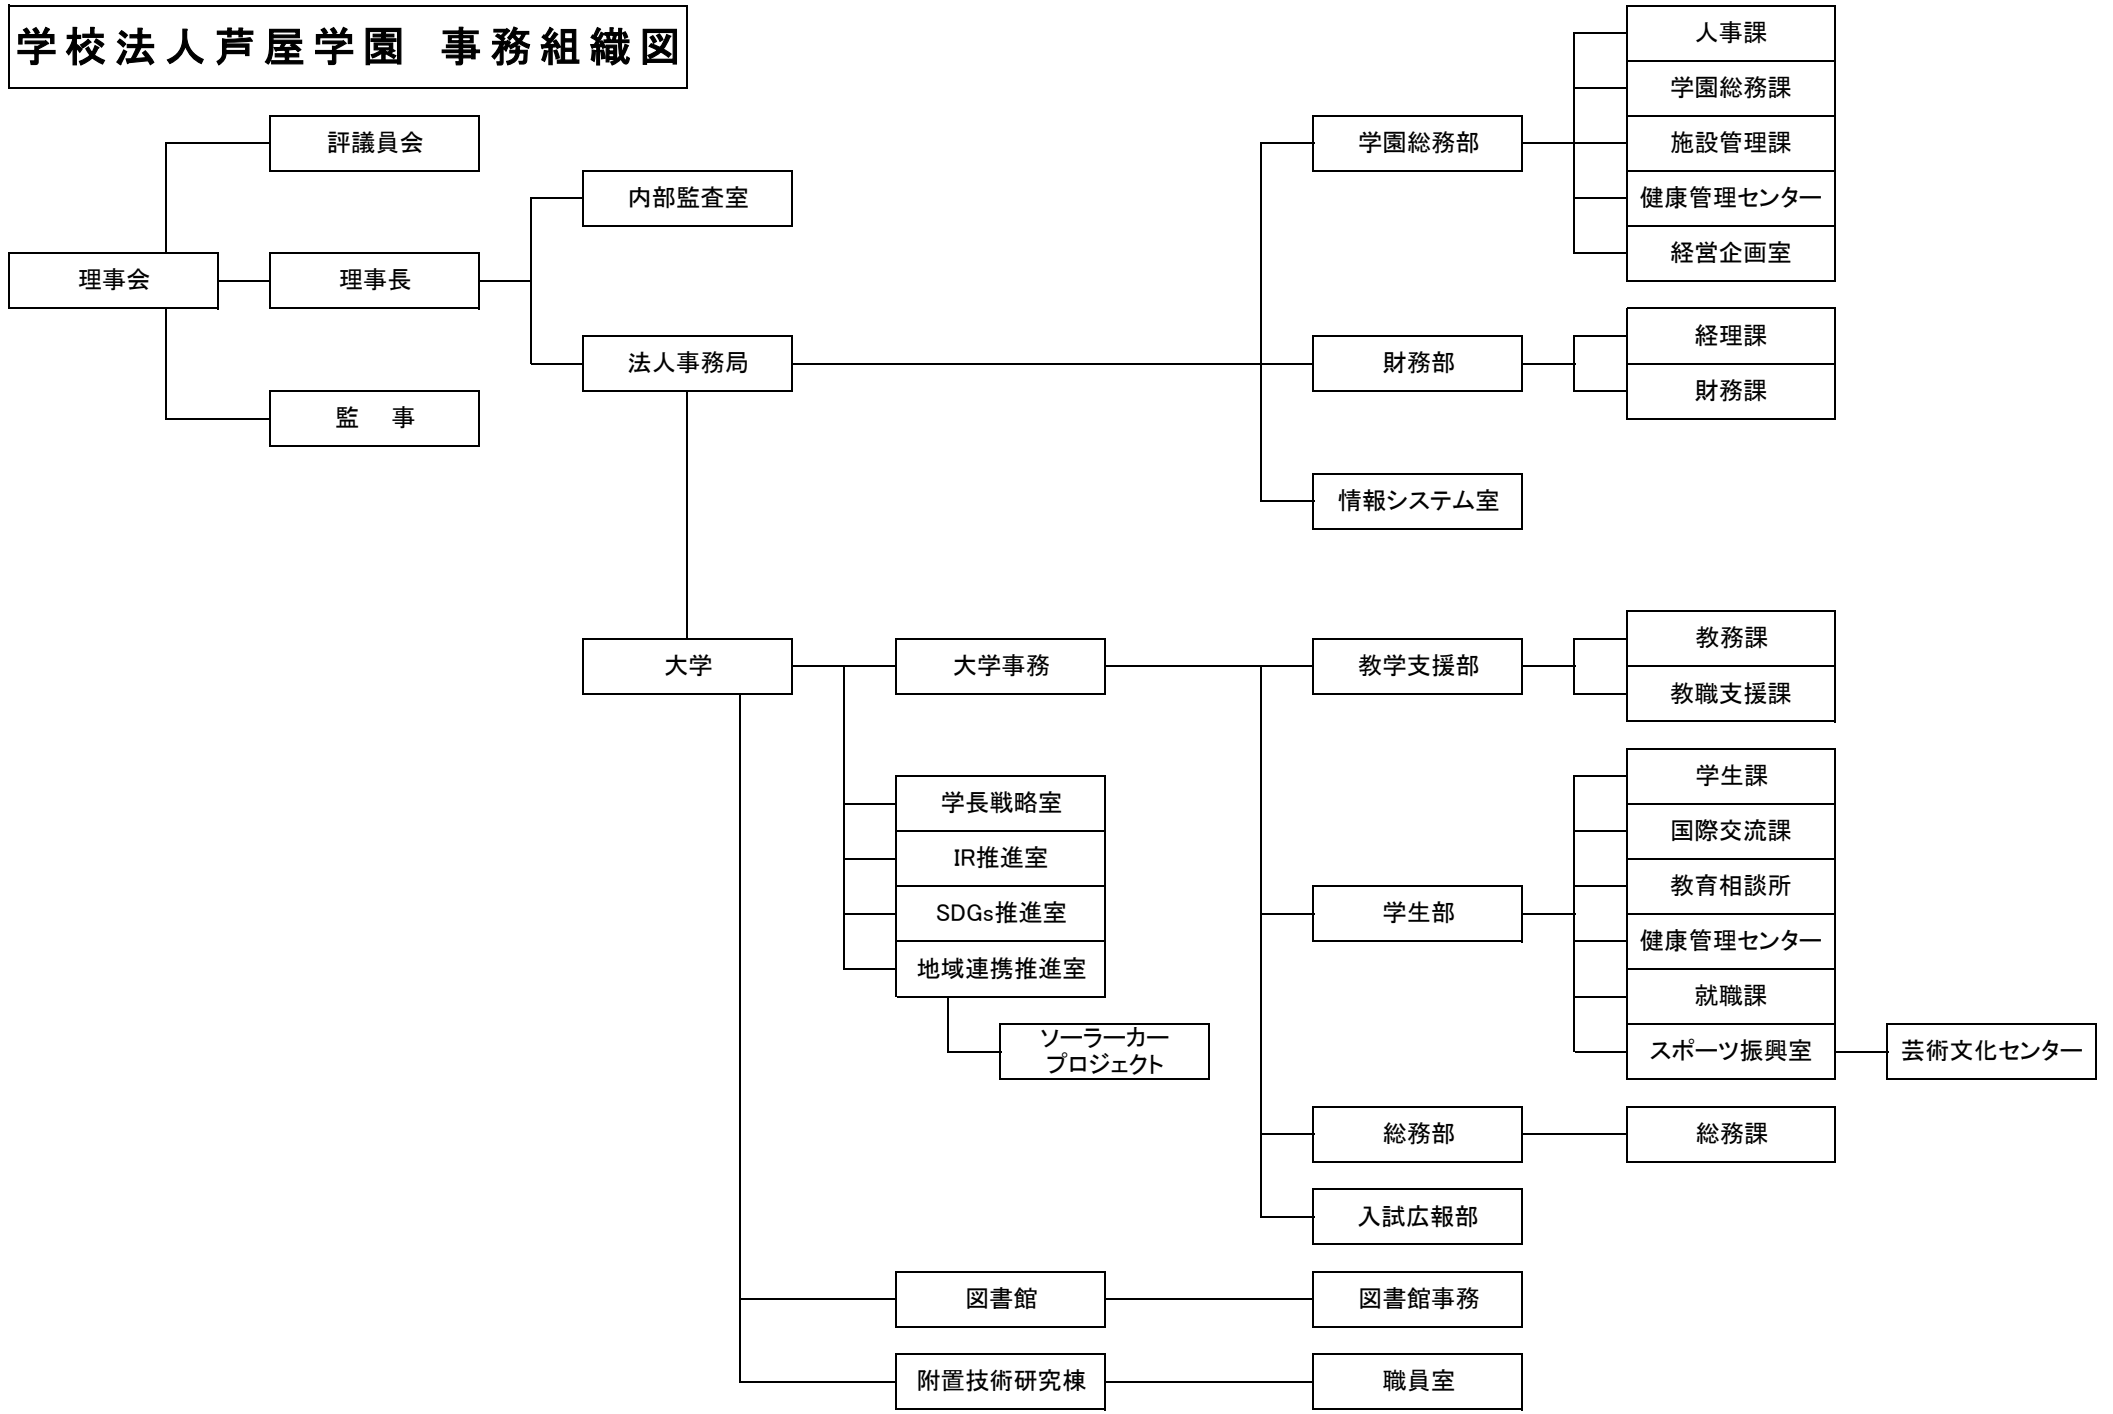 学校法人芦屋学園 事務組織図
人事課
学園総務課
評議員会
学園総務部
施設管理課
内部監査室
健康管理センター
理事会
理事長
経営企画室
法人事務局
財務部
経理課
財務課
監 事
情報システム室
大学
大学事務
教学支援部
教務課
教職支援課
学長戦略室
IR推進室
SDGs推進室
地域連携推進室
ソーラーカー
プロジェクト
学生部
学生課
国際交流課
教育相談所
健康管理センター
就職課
スポーツ振興室
芸術文化センター
総務部
総務課
入試広報部
図書館
図書館事務
附置技術研究棟
職員室